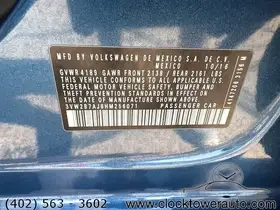 MFD BY VOLKSWAGEN DE MEXICO S.A. DE C.V.
MEXICO 10/16
GVWR 4189 GAWR FRONT 2138 / REAR 2161 LBS
THIS VEHICLE CONFORMS TO ALL APPLICABLE FEDERAL
MOTOR VEHICLE SAFETY, BUMPER, AND THEFT PREVENTION
STANDARDS IN EFFECT ON THE DATE OF MANUFACTURE
SHOWN ABOVE
PASSENGER CAR
(402) 563 - 3602
www.clocktowerauto.com